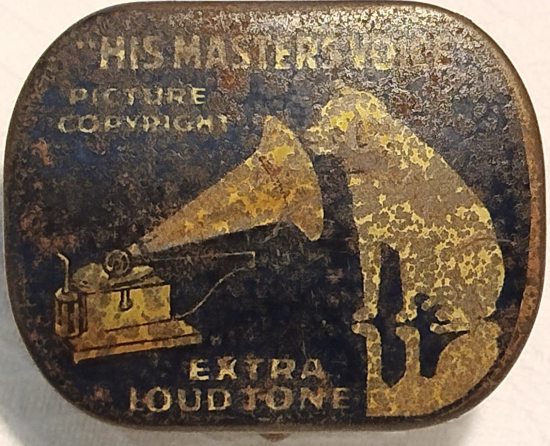 "HIS MASTERS VOICE"
PICTURE
COPYRIGHT
EXTRA
LOUD TONE